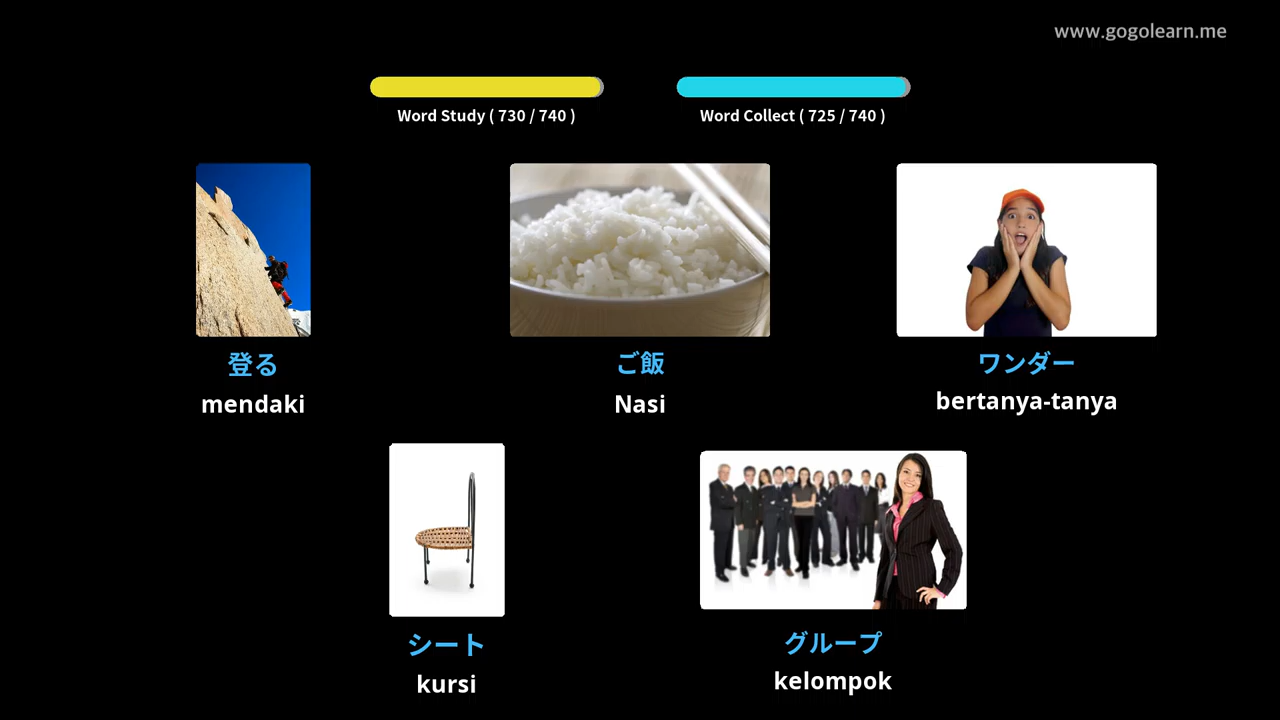 www.gogolearn.me
Word Study ( 730 / 740 )
Word Collect ( 725 / 740 )
登る
mendaki
ご飯
Nasi
ワンダー
bertanya-tanya
シート
kursi
グループ
kelompok